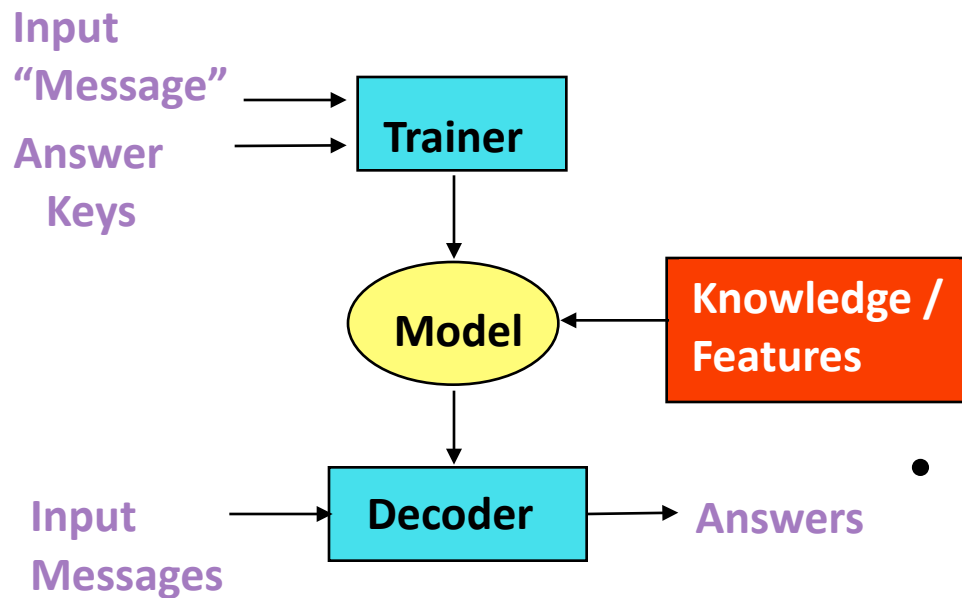 Input
“Message”
Answer
Keys
Trainer
Model
Knowledge /
Features
Input
Messages
Decoder
Answers
•